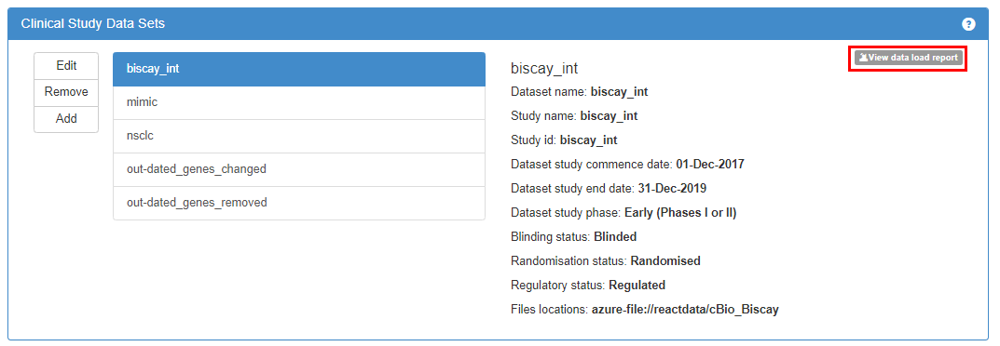 Clinical Study Data Sets
?
Edit
Remove
Add
biscay_int
mimic
nsclc
out-dated_genes_changed
out-dated_genes_removed
View data load report
biscay_int
Dataset name: biscay_int
Study name: biscay_int
Study id: biscay_int
Dataset study commence date: 01-Dec-2017
Dataset study end date: 31-Dec-2019
Dataset study phase: Early (Phases I or II)
Blinding status: Blinded
Randomisation status: Randomised
Regulatory status: Regulated
Files locations: azure-file://reactdata/cBio_Biscay